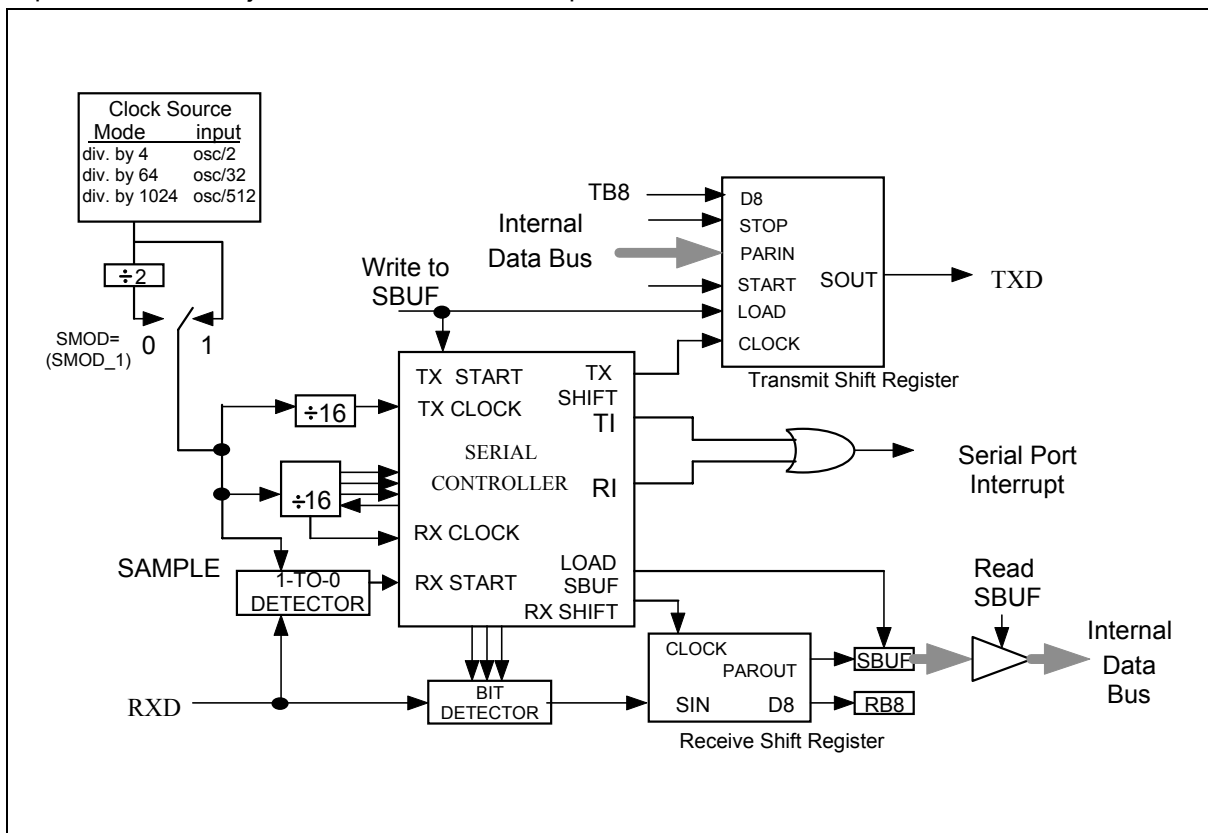 Clock Source
Mode input
div. by 4 osc/2
div. by 64 osc/32
div. by 1024 osc/512
÷2
SMOD=
(SMOD_1)
0 1
Write to
SBUF
TB8
Internal
Data Bus
D8
STOP
PARIN
START
LOAD
CLOCK
SOUT
TXD
Transmit Shift Register
÷16
÷16
TX START
TX CLOCK
SERIAL
CONTROLLER
RX CLOCK
RX START
TX
SHIFT
TI
RI
LOAD
SBUF
RX SHIFT
Serial Port
Interrupt
SAMPLE
1-TO-0
DETECTOR
RXD
BIT
DETECTOR
CLOCK
PAROUT
SIN D8
Receive Shift Register
SBUF
RB8
Read
SBUF
Internal
Data
Bus